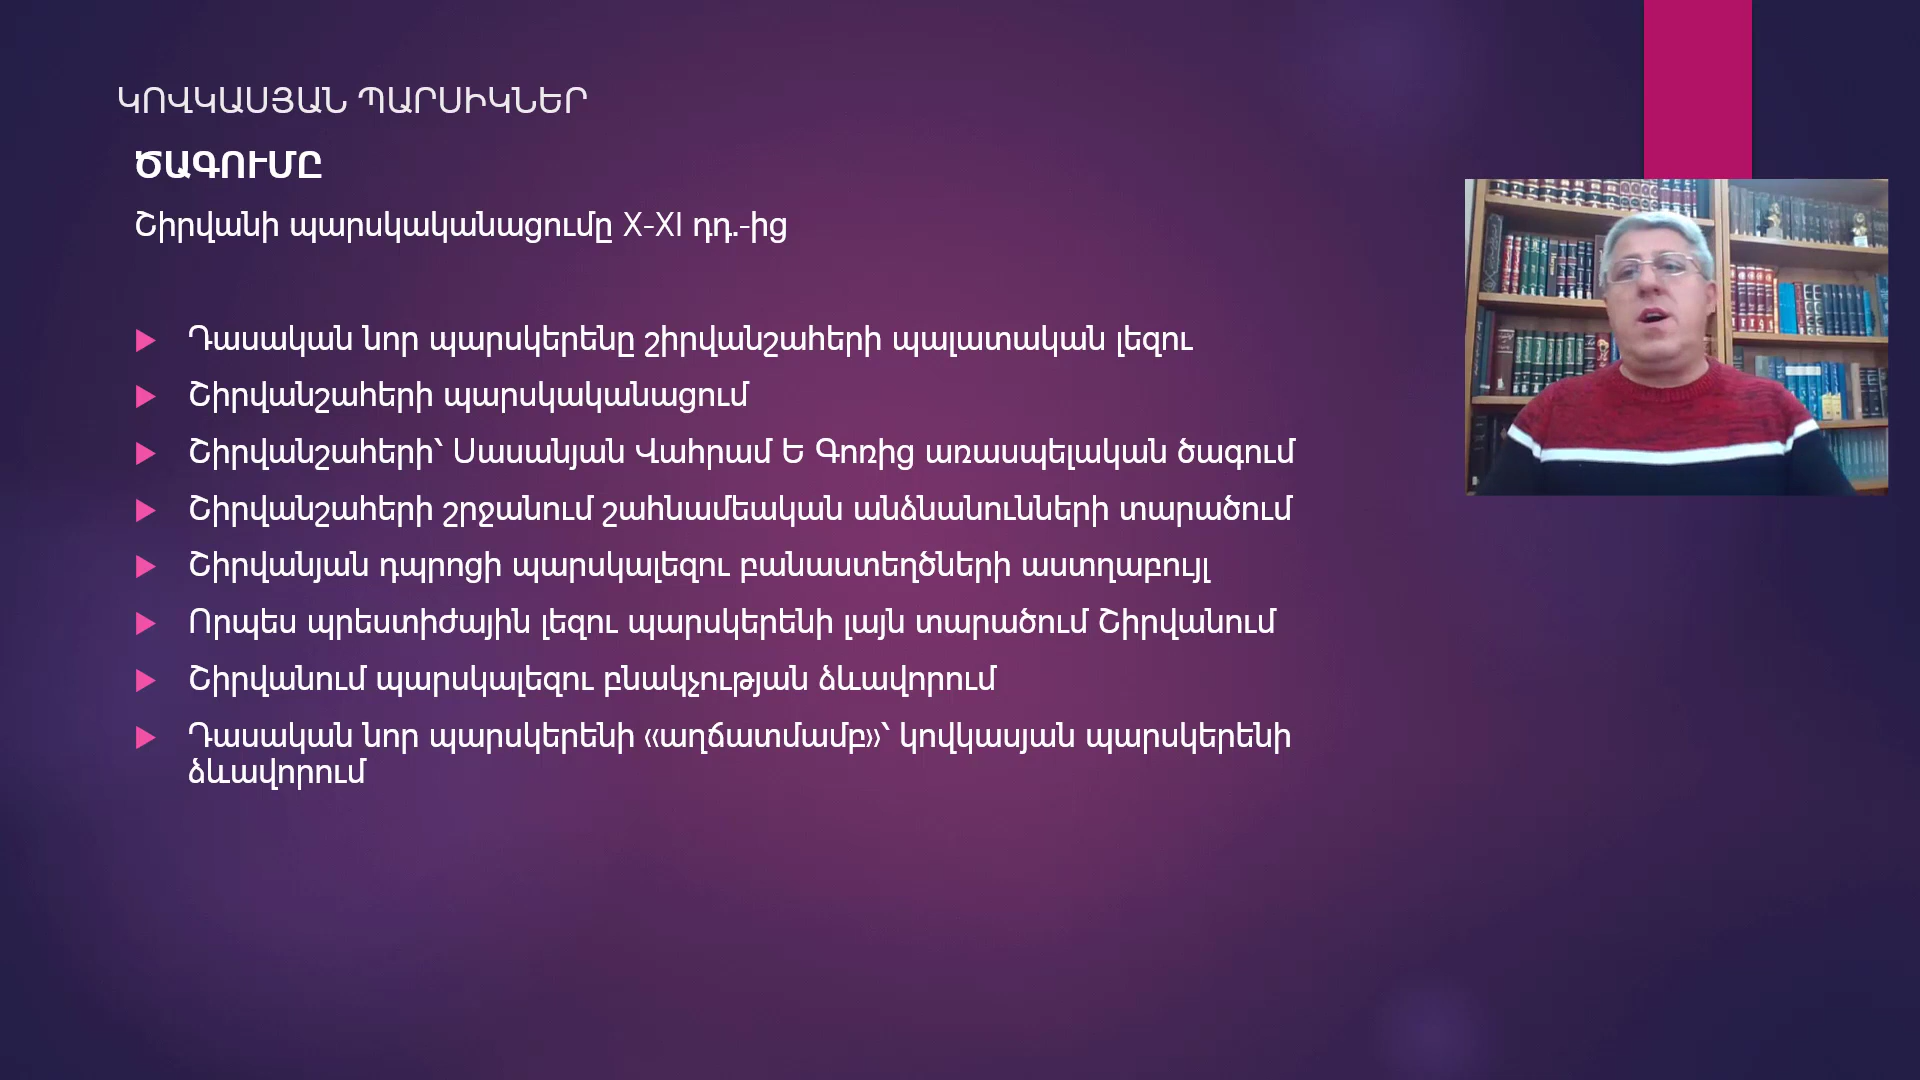 ԿՈՎԿԱՍՅԱՆ ՊԱՐՍԻԿՆԵՐ
ԾԱԳՈՒՄԸ
Շիրվանի պարսկականացումը X-XI դդ.-ից
Դասական նոր պարսկերենը շիրվանշահերի պալատական լեզու
Շիրվանշահերի պարսկականացում
Շիրվանշահերի՝ Սասանյան Վահրամ Ե Գոռից առասպելական ծագում
Շիրվանշահերի շրջանում շահնամեական անձնանունների տարածում
Շիրվանյան դպրոցի պարսկալեզու բանաստեղծների աստղաբույլ
Որպես պրեստիժային լեզու պարսկերենի լայն տարածում Շիրվանում
Շիրվանում պարսկալեզու բնակչության ձևավորում
Դասական նոր պարսկերենի «աղճատմամբ»՝ կովկասյան պարսկերենի
ձևավորում